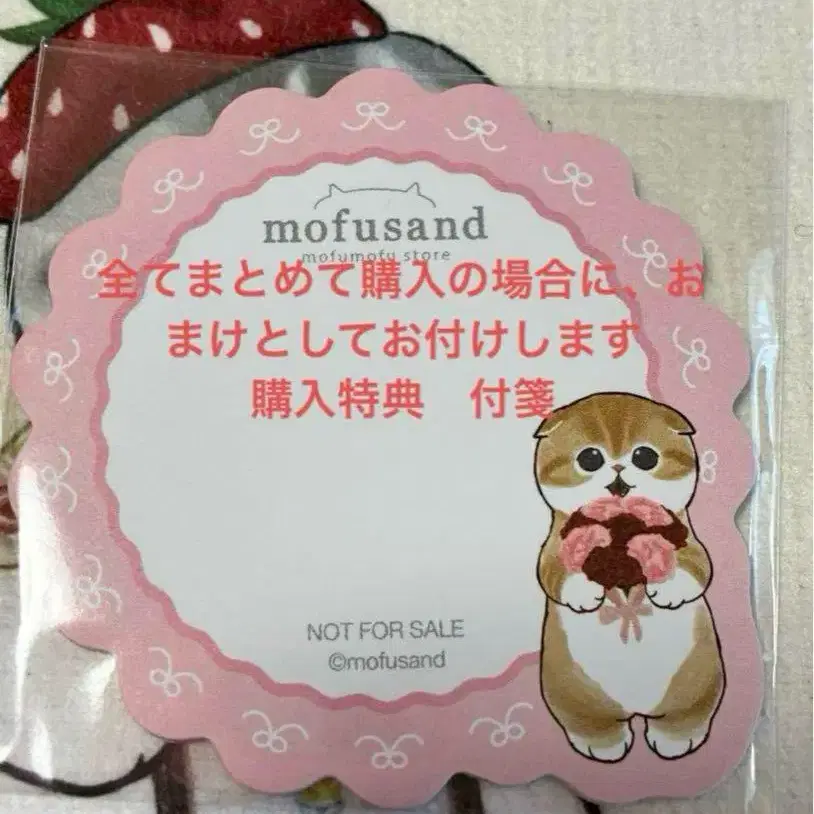 mofusand
mofumofu store
全てまとめて購入の場合に、お
まけとしてお付けします
購入特典　付箋
NOT FOR SALE
©mofusand